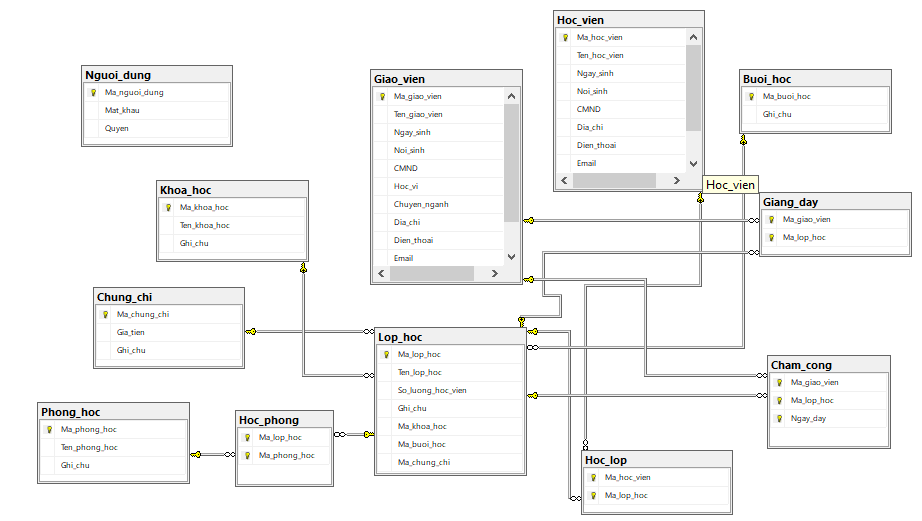 Nguoi_dung
Ma_nguoi_dung
Mat_khau
Quyen
Giao_vien
Ma_giao_vien
Ten_giao_vien
Ngay_sinh
Noi_sinh
CMND
Hoc_vi
Chuyen_nganh
Dia_chi
Dien_thoai
Email
Hoc_vien
Ma_hoc_vien
Ten_hoc_vien
Ngay_sinh
Noi_sinh
CMND
Dia_chi
Dien_thoai
Email
Hoc_vien
Buoi_hoc
Ma_buoi_hoc
Ghi_chu
Khoa_hoc
Ma_khoa_hoc
Ten_khoa_hoc
Ghi_chu
Giang_day
Ma_giao_vien
Ma_lop_hoc
Chung_chi
Ma_chung_chi
Gia_tien
Ghi_chu
Lop_hoc
Ma_lop_hoc
Ten_lop_hoc
So_luong_hoc_vien
Ghi_chu
Ma_khoa_hoc
Ma_buoi_hoc
Ma_chung_chi
Cham_cong
Ma_giao_vien
Ma_lop_hoc
Ngay_day
Phong_hoc
Ma_phong_hoc
Ten_phong_hoc
Ghi_chu
Hoc_phong
Ma_lop_hoc
Ma_phong_hoc
Hoc_lop
Ma_hoc_vien
Ma_lop_hoc